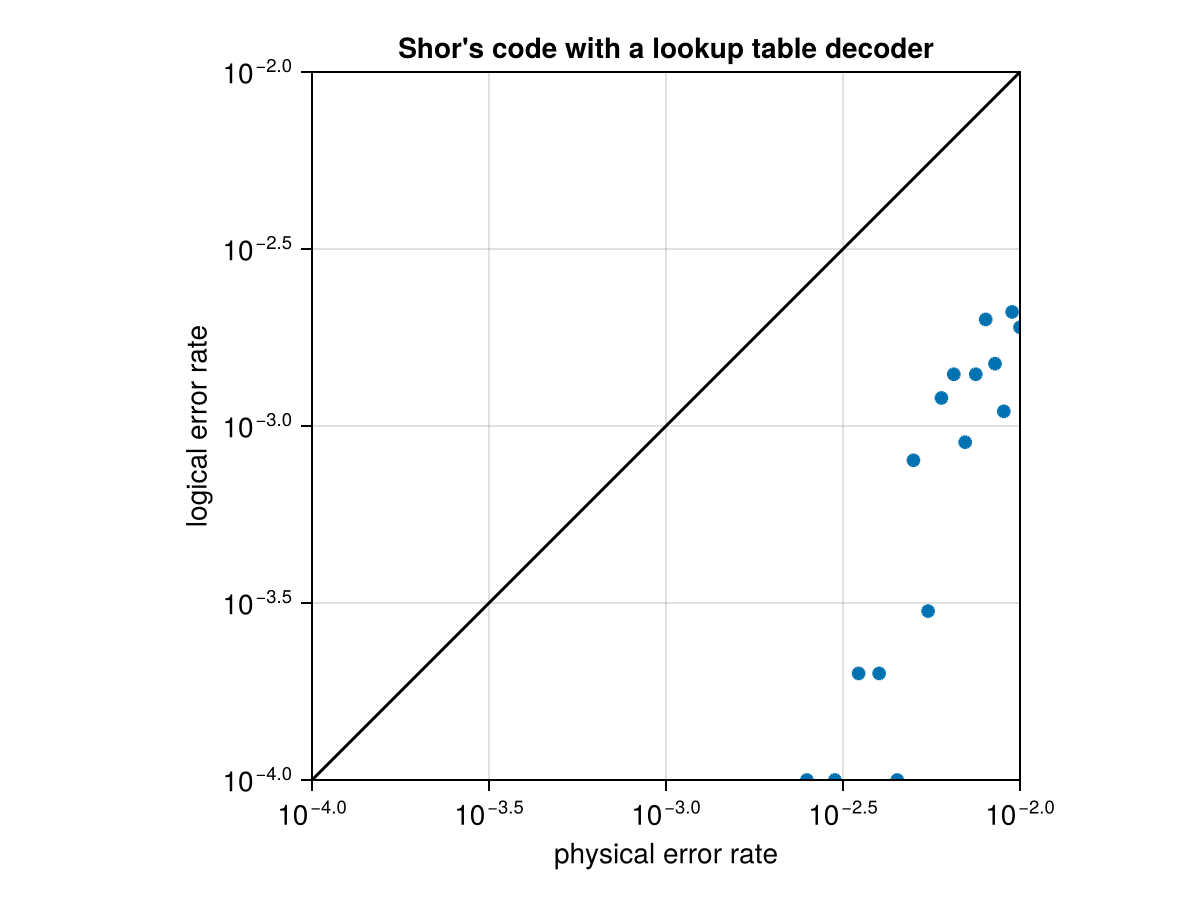 Shor's code with a lookup table decoder
10⁻²·⁰
10⁻²·⁵
10⁻³·⁰
10⁻³·⁵
10⁻⁴·⁰
logical error rate
10⁻⁴·⁰ 10⁻³·⁵ 10⁻³·⁰ 10⁻²·⁵ 10⁻²·⁰
physical error rate